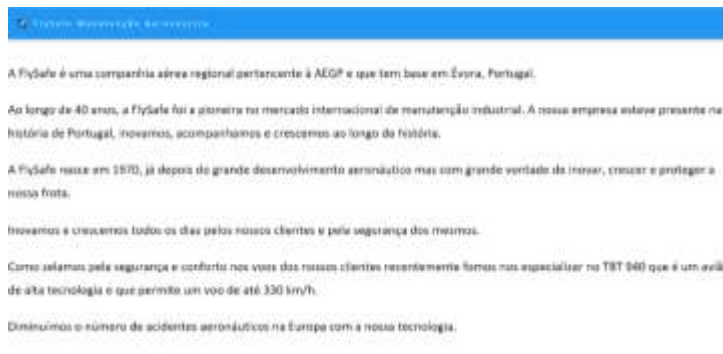 FlySafe Manutenção Aeronáutica
A FlySafe é uma companhia aérea regional pertencente à AEGP e que tem base em Évora, Portugal.
Ao longo de 40 anos, a FlySafe foi a pioneira no mercado internacional de manutenção industrial. A nossa empresa esteve presente na
história de Portugal, inovamos, acompanhamos e crescemos ao longo da história.
A FlySafe nasce em 1970, já depois do grande desenvolvimento aeronáutico mas com grande vontade de inovar, crescer e proteger a
nossa frota.
Inovamos e crescemos todos os dias pelos nossos clientes e pela segurança dos mesmos.
Como zelamos pela segurança e conforto nos voos dos nossos clientes recentemente fomos nos especializar no que é um
de alta tecnologia e que permite um voo de até 330 km/h.
Diminuímos o número de acidentes aeronáuticos na Europa com a nossa tecnologia.